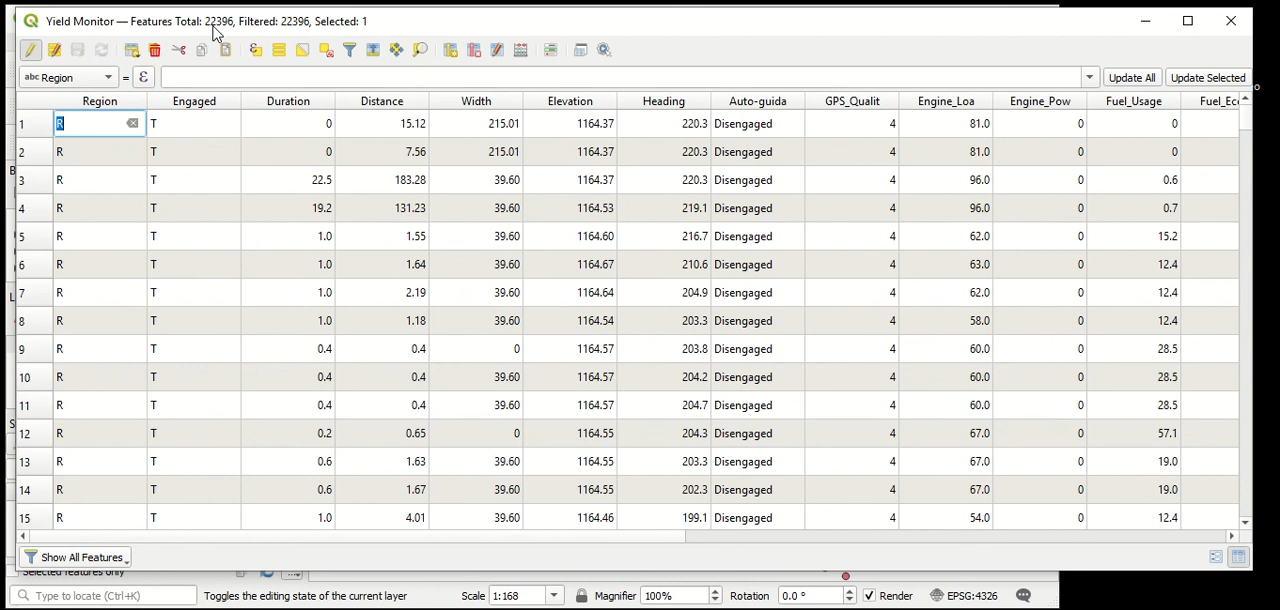 Yield Monitor — Features Total: 22396, Filtered: 22396, Selected: 1
abc Region = ε Update All Update Selected
Region Engaged Duration Distance Width Elevation Heading Auto-guida GPS_Qualit Engine_Loa Engine_Pow Fuel_Usage Fuel_Eco
1 R T 0 15.12 215.01 1164.37 220.3 Disengaged 4 81.0 0 0
2 R T 0 7.56 215.01 1164.37 220.3 Disengaged 4 81.0 0 0
3 R T 22.5 183.28 39.60 1164.37 220.3 Disengaged 4 96.0 0 0.6
4 R T 19.2 131.23 39.60 1164.53 219.1 Disengaged 4 96.0 0 0.7
5 R T 1.0 1.55 39.60 1164.60 216.7 Disengaged 4 62.0 0 15.2
6 R T 1.0 1.64 39.60 1164.67 210.6 Disengaged 4 63.0 0 12.4
7 R T 1.0 2.19 39.60 1164.64 204.9 Disengaged 4 62.0 0 12.4
8 R T 1.0 1.18 39.60 1164.54 203.3 Disengaged 4 58.0 0 12.4
9 R T 0.4 0.4 0 1164.57 203.8 Disengaged 4 60.0 0 28.5
10 R T 0.4 0.4 39.60 1164.57 204.2 Disengaged 4 60.0 0 28.5
11 R T 0.4 0.4 39.60 1164.57 204.7 Disengaged 4 60.0 0 28.5
12 R T 0.2 0.65 0 1164.55 204.3 Disengaged 4 67.0 0 57.1
13 R T 0.6 1.63 39.60 1164.55 203.3 Disengaged 4 67.0 0 19.0
14 R T 0.6 1.67 39.60 1164.55 202.3 Disengaged 4 67.0 0 19.0
15 R T 1.0 4.01 39.60 1164.46 199.1 Disengaged 4 54.0 0 12.4
Show All Features
Selected features only
Type to locate (Ctrl+K) Toggles the editing state of the current layer Scale 1:168 Magnifier 100% Rotation 0.0 ° Render EPSG:4326